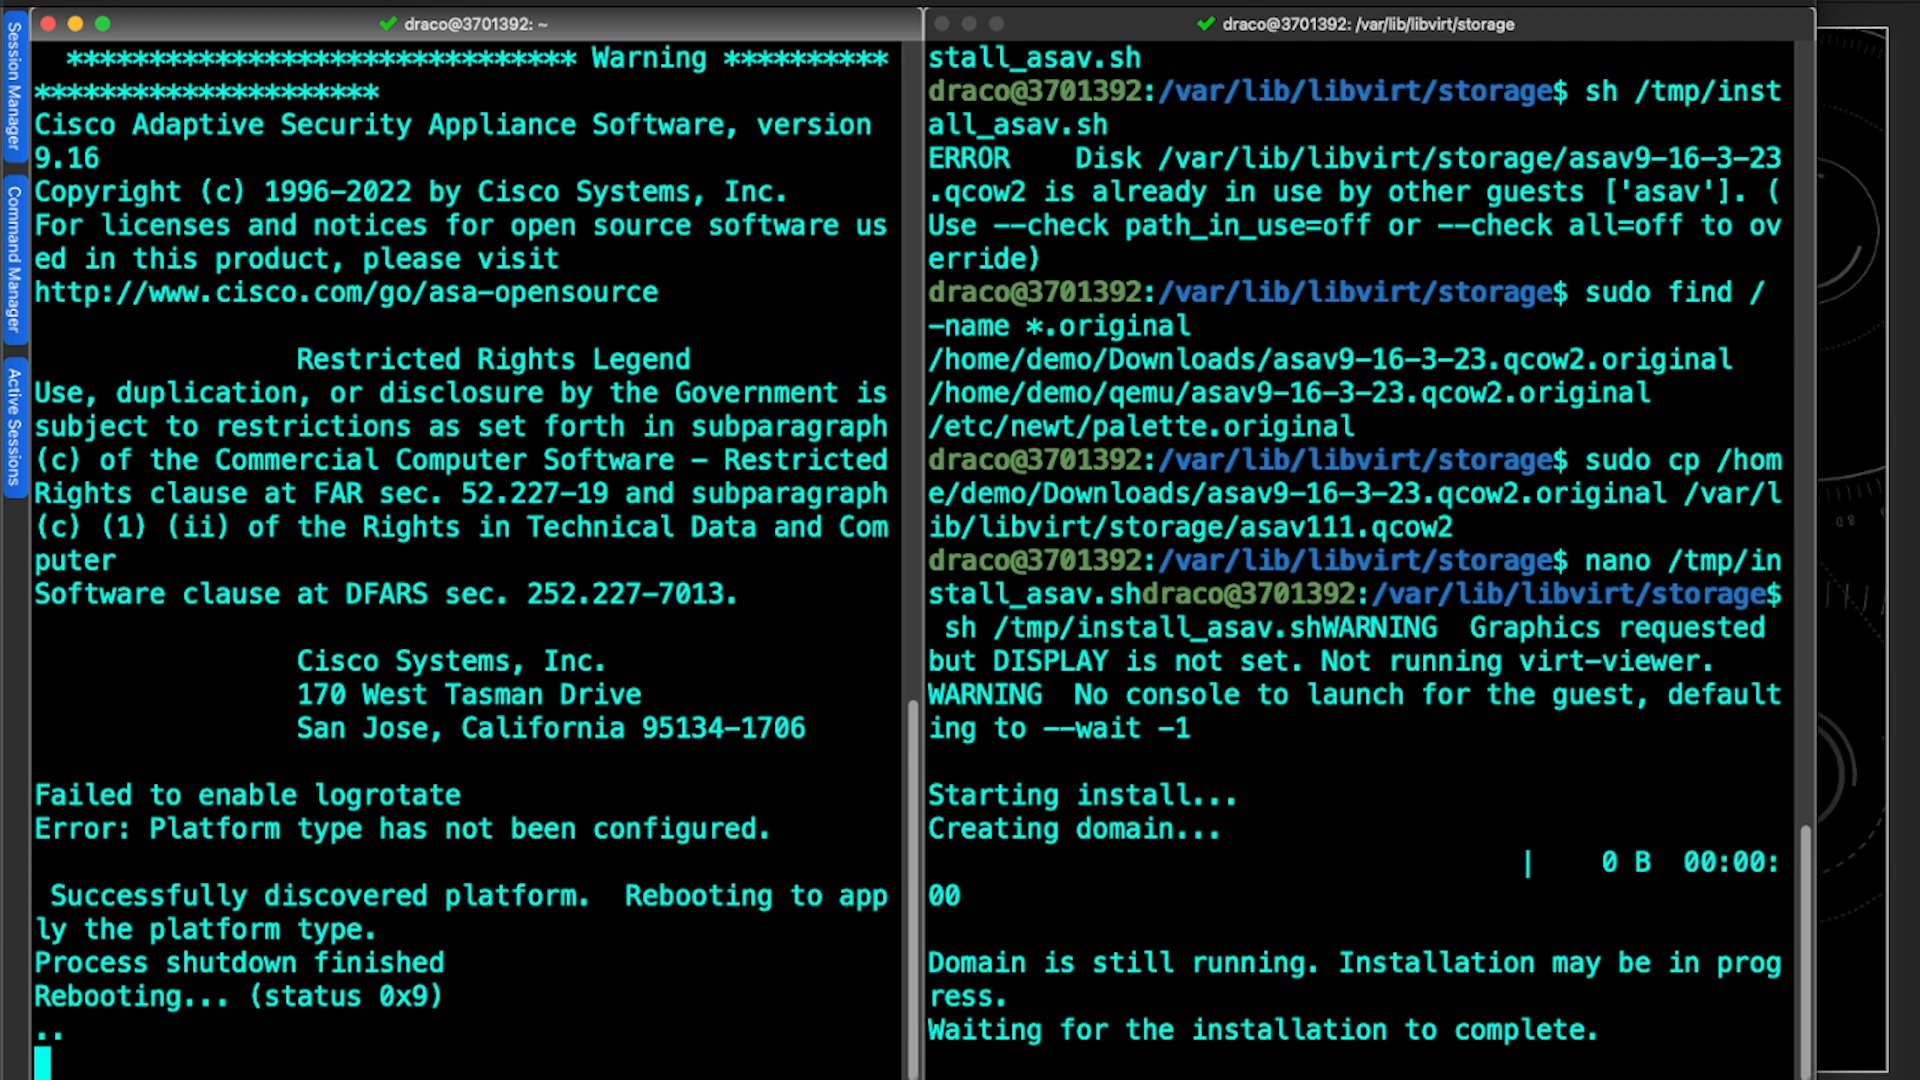 Session Manager
Command Manager
Active Sessions
draco@3701392: ~
******************************* Warning **********
*********************
Cisco Adaptive Security Appliance Software, version
9.16
Copyright (c) 1996-2022 by Cisco Systems, Inc.
For licenses and notices for open source software us
ed in this product, please visit
http://www.cisco.com/go/asa-opensource
Restricted Rights Legend
Use, duplication, or disclosure by the Government is
subject to restrictions as set forth in subparagraph
(c) of the Commercial Computer Software - Restricted
Rights clause at FAR sec. 52.227-19 and subparagraph
(c) (1) (ii) of the Rights in Technical Data and Com
puter
Software clause at DFARS sec. 252.227-7013.
Cisco Systems, Inc.
170 West Tasman Drive
San Jose, California 95134-1706
Failed to enable logrotate
Error: Platform type has not been configured.
Successfully discovered platform.  Rebooting to app
ly the platform type.
Process shutdown finished
Rebooting... (status 0x9)
..
draco@3701392: /var/lib/libvirt/storage
stall_asav.sh
draco@3701392:/var/lib/libvirt/storage$ sh /tmp/inst
all_asav.sh
ERROR    Disk /var/lib/libvirt/storage/asav9-16-3-23
.qcow2 is already in use by other guests ['asav']. (
Use --check path_in_use=off or --check all=off to ov
erride)
draco@3701392:/var/lib/libvirt/storage$ sudo find /
-name *.original
/home/demo/Downloads/asav9-16-3-23.qcow2.original
/home/demo/qemu/asav9-16-3-23.qcow2.original
/etc/newt/palette.original
draco@3701392:/var/lib/libvirt/storage$ sudo cp /hom
e/demo/Downloads/asav9-16-3-23.qcow2.original /var/l
ib/libvirt/storage/asav111.qcow2
draco@3701392:/var/lib/libvirt/storage$ nano /tmp/in
stall_asav.shdraco@3701392:/var/lib/libvirt/storage$
sh /tmp/install_asav.shWARNING  Graphics requested
but DISPLAY is not set. Not running virt-viewer.
WARNING  No console to launch for the guest, default
ing to --wait -1
Starting install...
Creating domain...
|    0 B  00:00:
00
Domain is still running. Installation may be in prog
ress.
Waiting for the installation to complete.